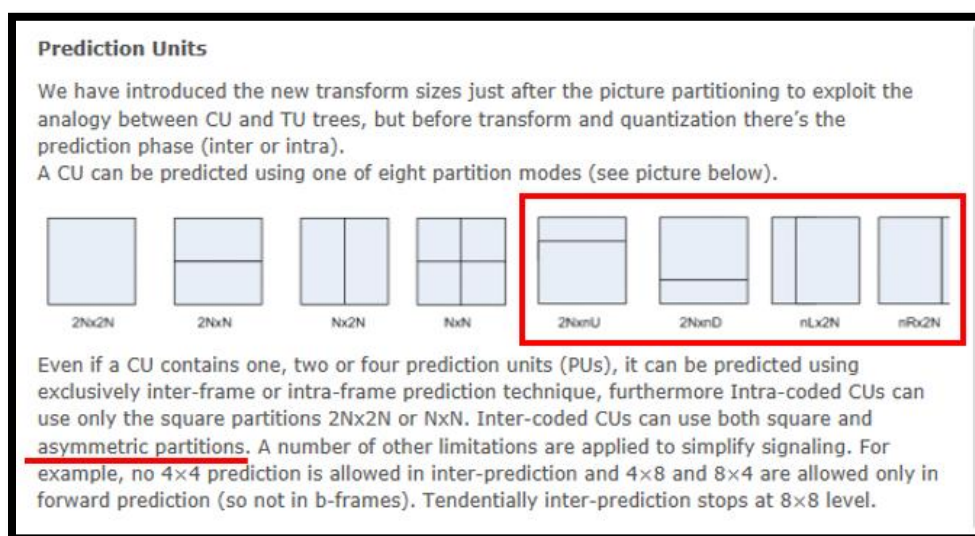 Prediction Units
We have introduced the new transform sizes just after the picture partitioning to exploit the
analogy between CU and TU trees, but before transform and quantization there's the
prediction phase (inter or intra).
A CU can be predicted using one of eight partition modes (see picture below).
2Nx2N 2NxN Nx2N NxN 2NxnU 2NxnD nLx2N nRx2N
Even if a CU contains one, two or four prediction units (PUs), it can be predicted using
exclusively inter-frame or intra-frame prediction technique, furthermore Intra-coded CUs can
use only the square partitions 2Nx2N or NxN. Inter-coded CUs can use both square and
asymmetric partitions. A number of other limitations are applied to simplify signaling. For
example, no 4×4 prediction is allowed in inter-prediction and 4×8 and 8×4 are allowed only in
forward prediction (so not in b-frames). Tendentially inter-prediction stops at 8×8 level.